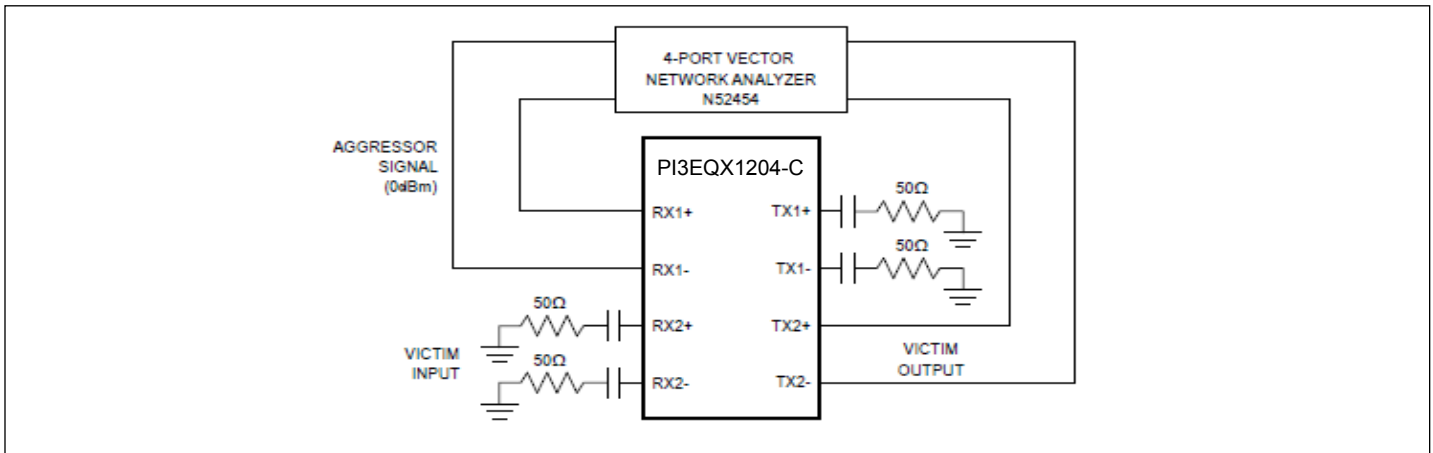 4-PORT VECTOR
NETWORK ANALYZER
N52454
AGGRESSOR
SIGNAL
(0dBm)
PI3EQX1204-C
RX1+
TX1+
50Ω
RX1-
TX1-
50Ω
50Ω
RX2+
TX2+
VICTIM
INPUT
50Ω
VICTIM
OUTPUT
RX2-
TX2-